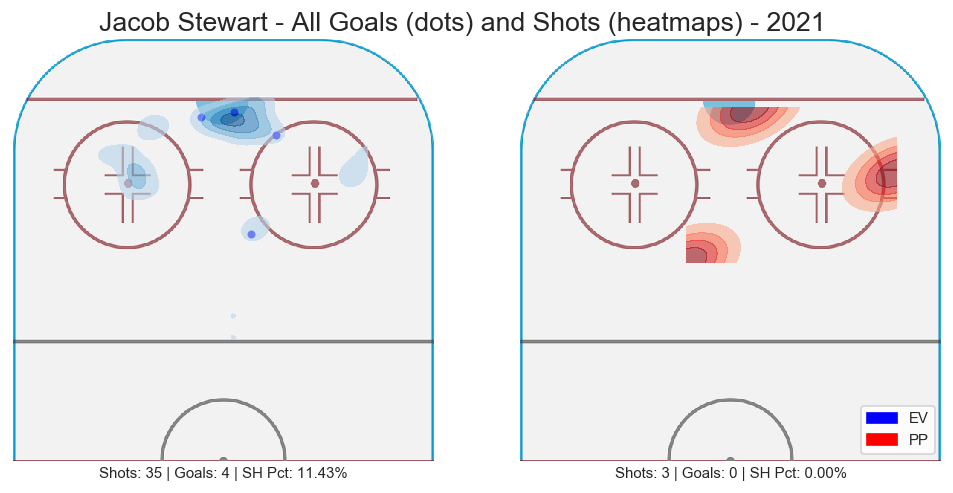 Jacob Stewart - All Goals (dots) and Shots (heatmaps) - 2021
EV
PP
Shots: 35 | Goals: 4 | SH Pct: 11.43%
Shots: 3 | Goals: 0 | SH Pct: 0.00%